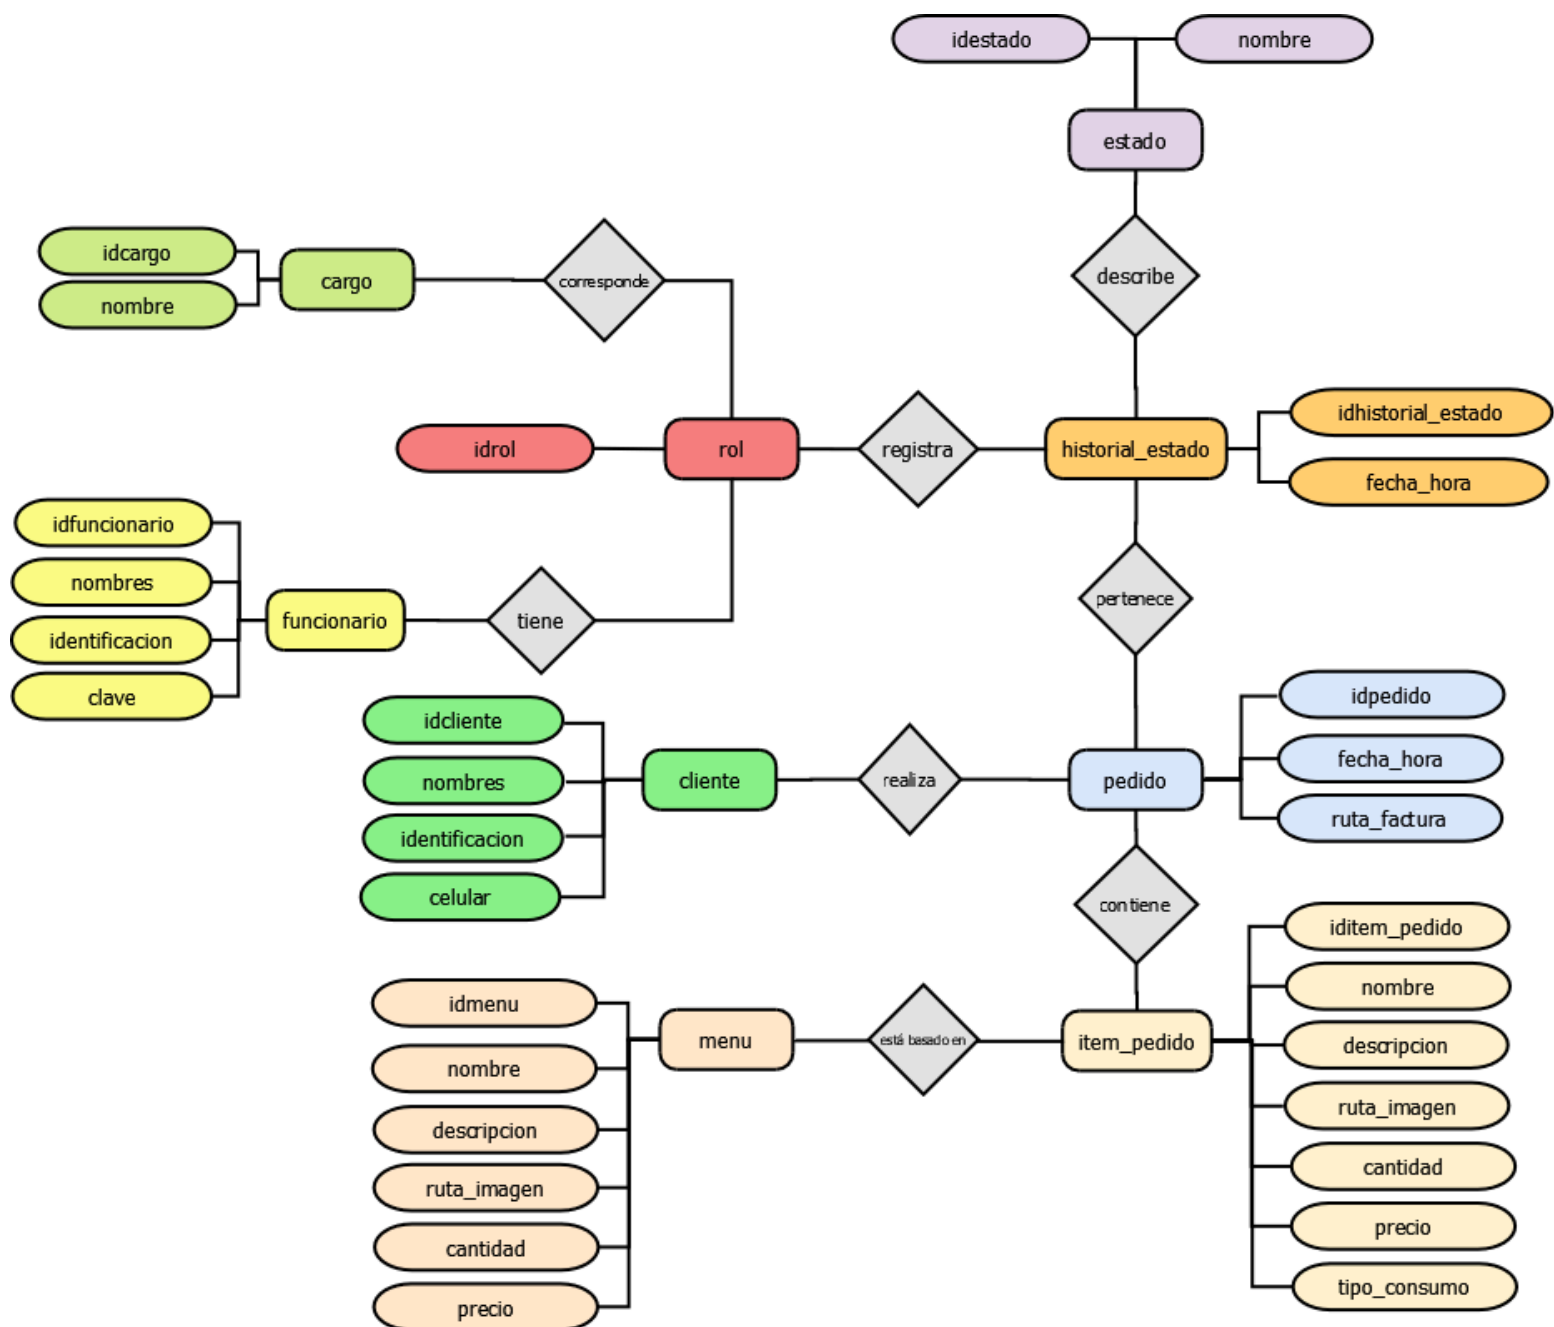 idestado
nombre
estado
describe
idcargo
nombre
cargo
corresponde
idrol
rol
registra
historial_estado
idhistorial_estado
fecha_hora
idfuncionario
nombres
identificacion
clave
funcionario
tiene
pertenece
idcliente
nombres
identificacion
celular
cliente
realiza
pedido
idpedido
fecha_hora
ruta_factura
contiene
idmenu
nombre
descripcion
ruta_imagen
cantidad
precio
menu
está basado en
item_pedido
iditem_pedido
nombre
descripcion
ruta_imagen
cantidad
precio
tipo_consumo